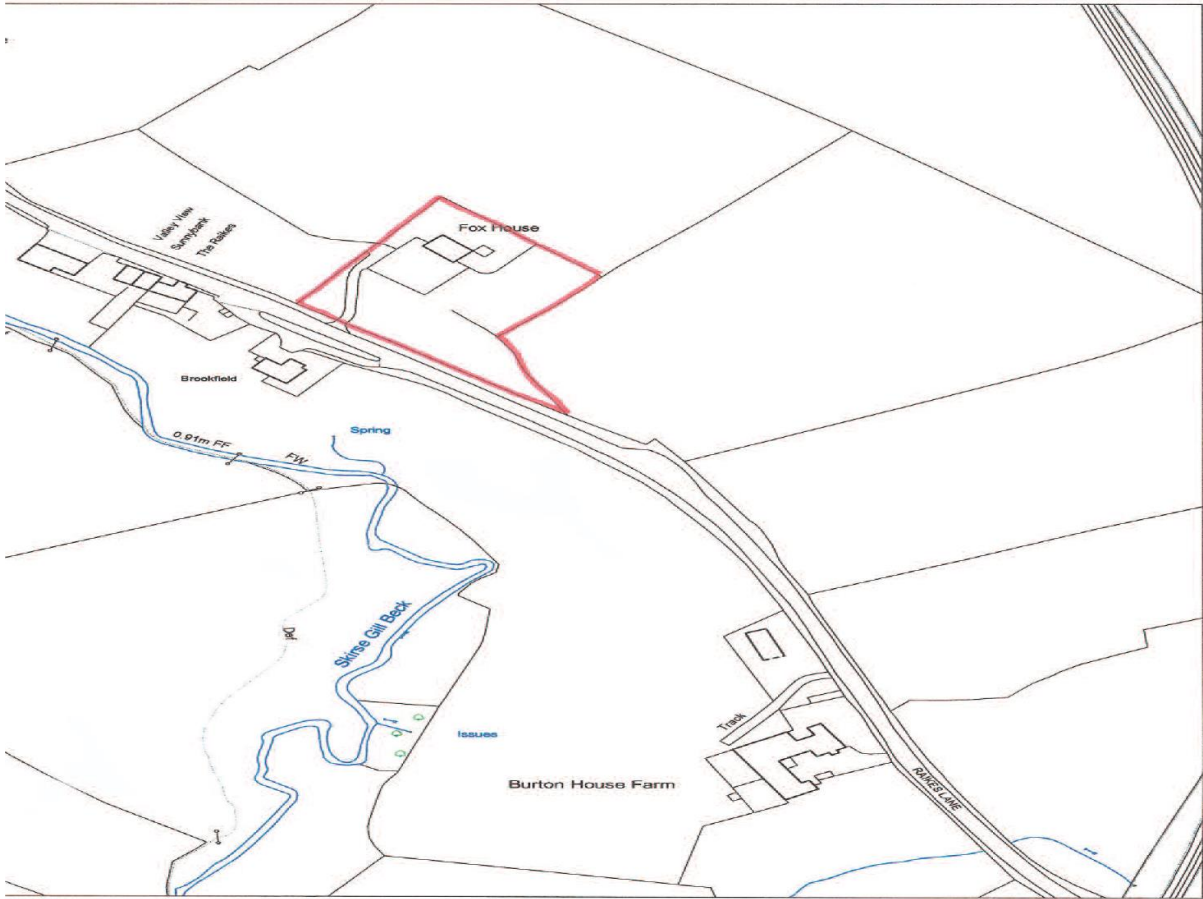 Valley View
Sunnybank
The Raikes
Fox House
Brookfield
Spring
0.91m FF
FW
Skirse Gill Beck
Def
Issues
Track
Burton House Farm
RAIKES LANE